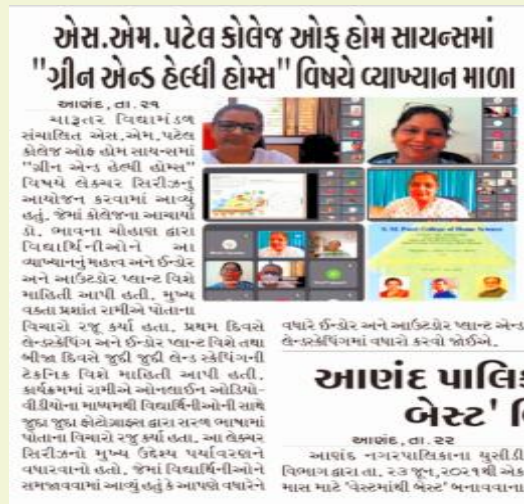 એસ.એમ. પટેલ કોલેજ ઓફ હોમ સાયન્સમાં
"ગ્રીન એન્ડ હેલ્ધી હોમ્સ" વિષયે વ્યાખ્યાન માળા
આણંદ, તા. ૨૧
ચારૂતર વિદ્યામંડળ
સંચાલિત એસ.એમ.પટેલ
કોલેજ ઓફ હોમ સાયન્સમાં
"ગ્રીન એન્ડ હેલ્ધી હોમ્સ"
વિષયે લેક્ચર સિરીઝનું
આયોજન કરવામાં આવ્યું
હતું. જેમાં કોલેજના આચાર્યા
ડો. ભાવના ચૌહાણ દ્વારા
વિદ્યાર્થિનીઓને આ
વ્યાખ્યાનનું મહત્વ અને ઈન્ડોર
અને આઉટડોર પ્લાન્ટ વિશે
માહિતી આપી હતી. મુખ્ય
વક્તા પ્રશાંત રામીએ પોતાના
વિચારો રજૂ કર્યા હતા. પ્રથમ દિવસે
લેન્ડસ્કેપિંગ અને ઈન્ડોર પ્લાન્ટ વિશે તથા
બીજા દિવસે જુદી જુદી લેન્ડ સ્કેપિંગની
ટેકનિક વિશે માહિતી આપી હતી.
કાર્યક્રમમાં રામીએ ઓનલાઈન ઓડિયો-
વીડીયોના માધ્યમથી વિદ્યાર્થિનીઓની સાથે
જુદા જુદા ફોટોગ્રાફ્સ દ્વારા સરળ ભાષામાં
પોતાના વિચારો રજૂ કર્યા હતા. આ લેક્ચર
સિરીઝનો મુખ્ય ઉદ્દેશ્ય પર્યાવરણને
વધારવાનો હતો. જેમાં વિદ્યાર્થિનીઓને
સમજાવવામાં આવ્યું હતું કે આપણે વધારેને
વધારે ઈન્ડોર અને આઉટડોર પ્લાન્ટ એન્ડ
લેન્ડસ્કેપિંગમાં વધારો કરવો જોઈએ.
S. M. Patel College of Home Science
આણંદ પાલિ
બેસ્ટ'
આણંદ, તા. ૨૨
આણંદ નગરપાલિકાના યુસીડી
વિભાગ દ્વારા તા. ૨૩ જૂન, ૨૦૨૧થી એક
માસ માટે 'વેસ્ટમાંથી બેસ્ટ' બનાવવાના